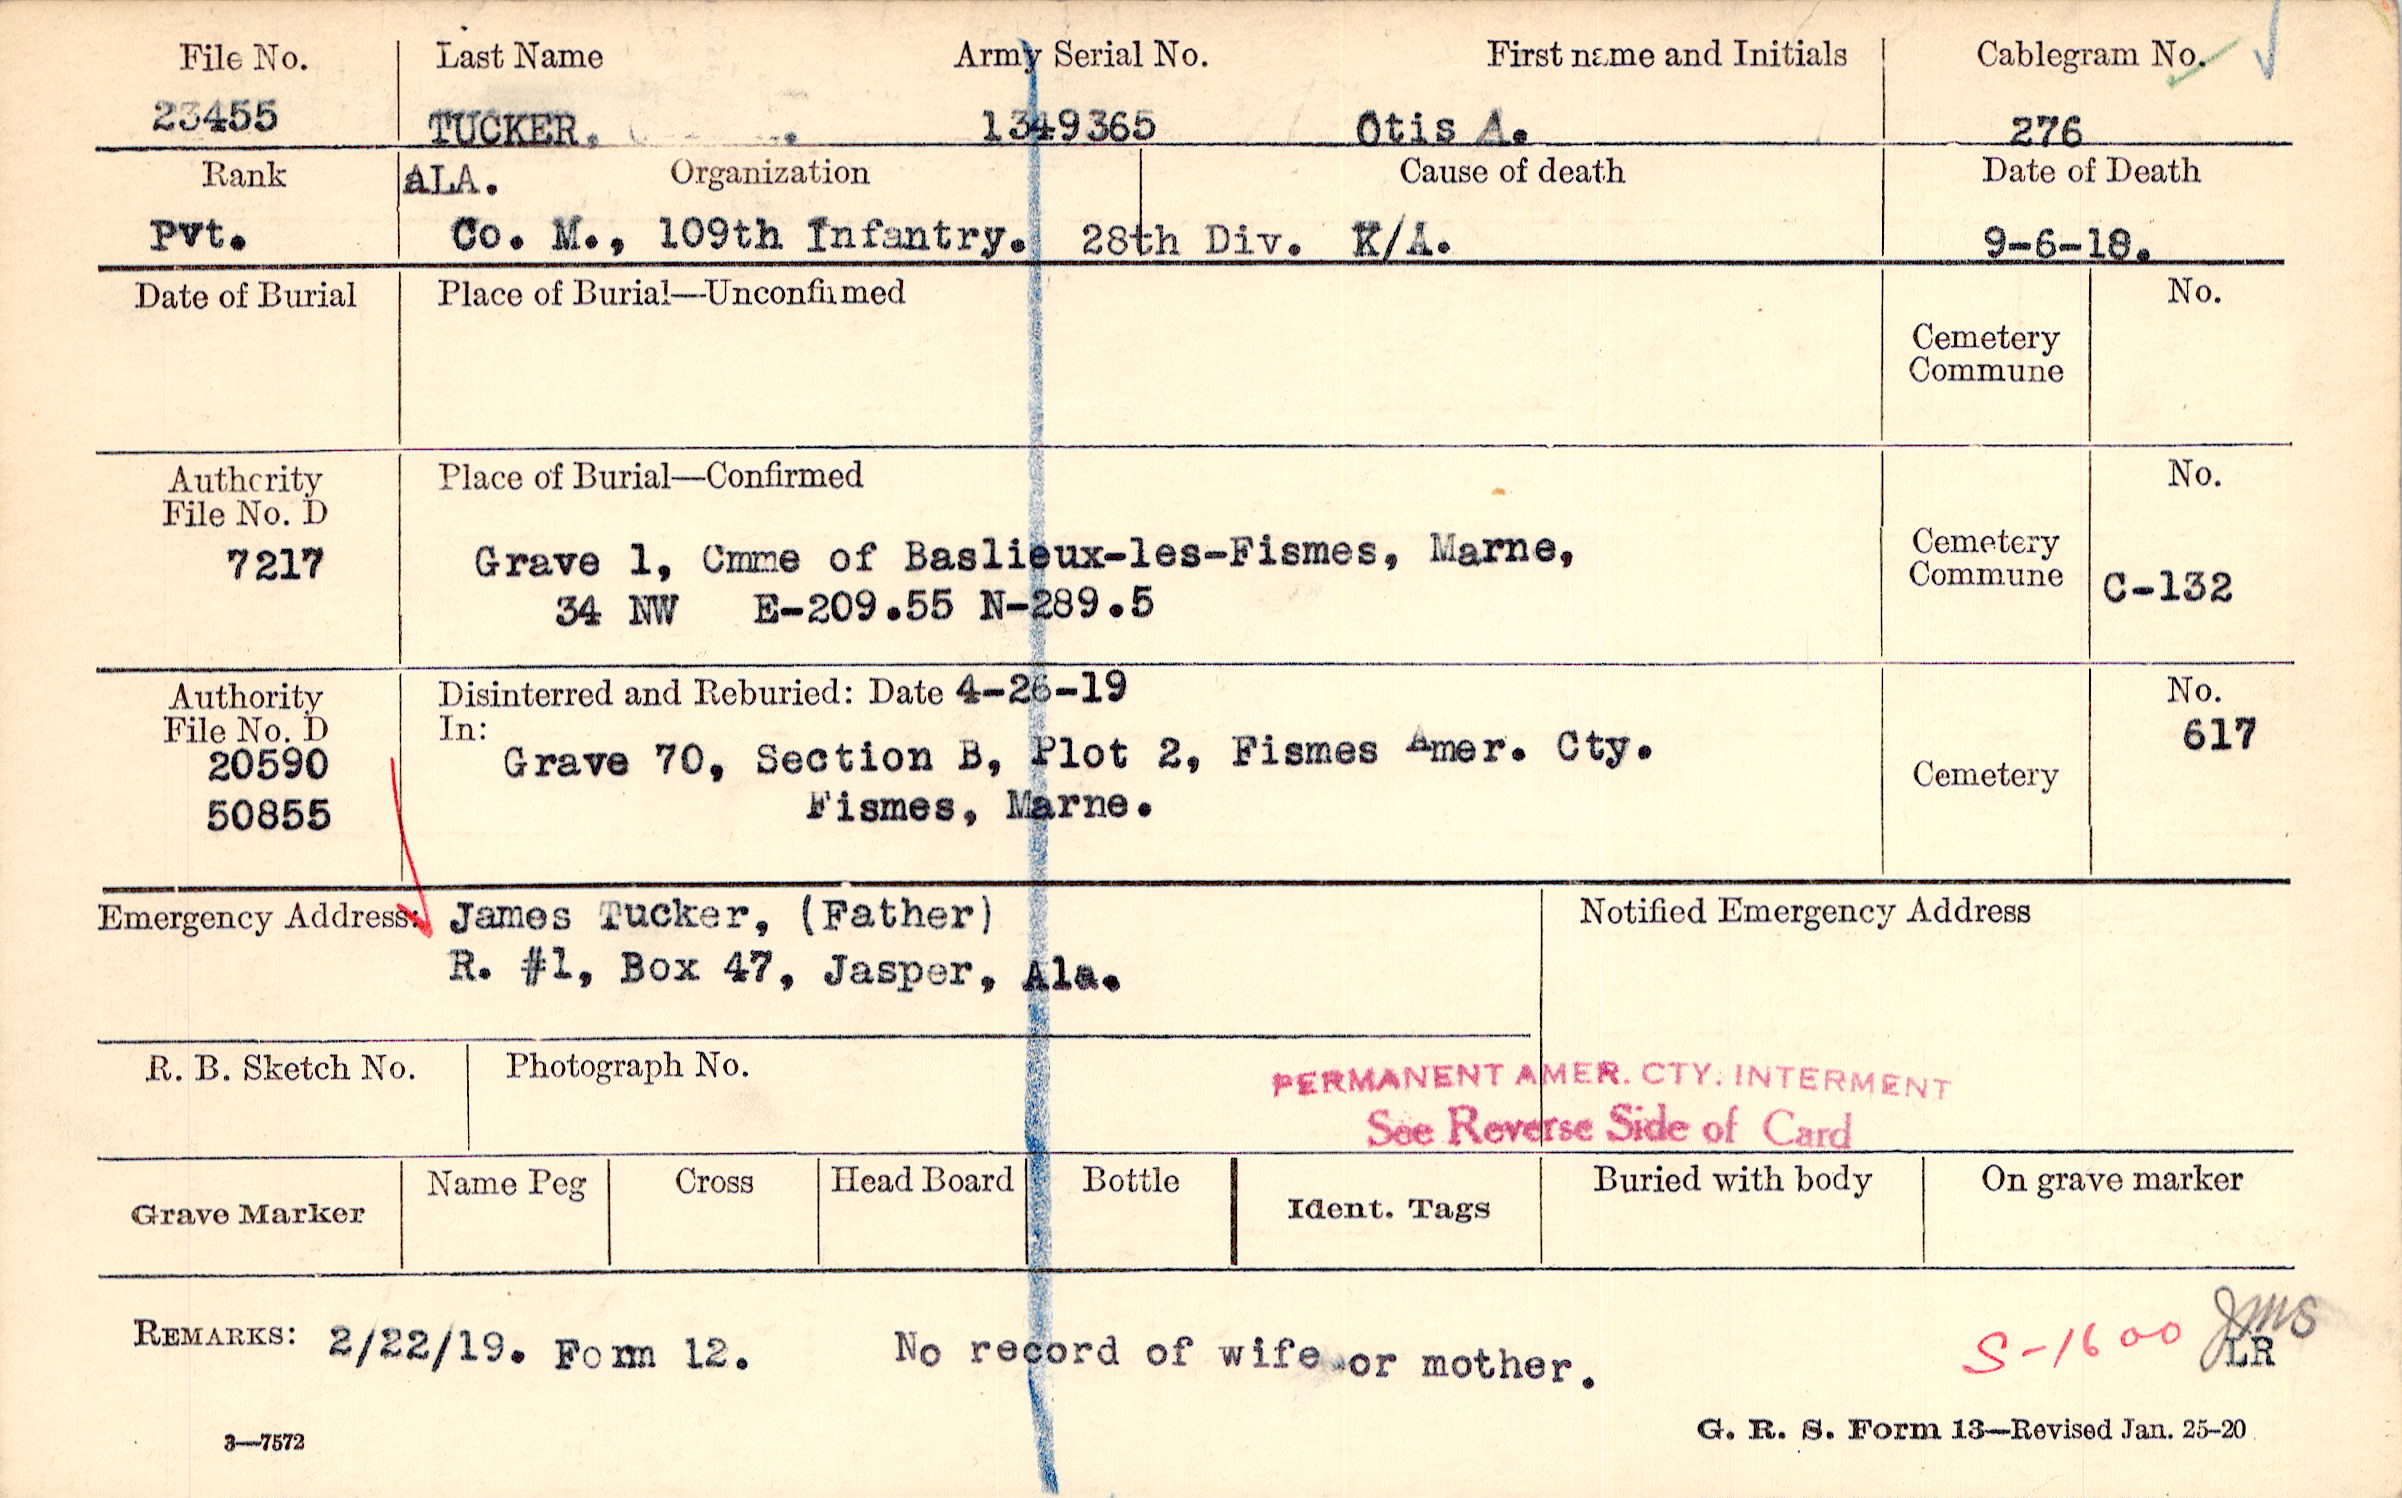 File No. Last Name Army Serial No. First name and Initials Cablegram No.
23455 TUCKER. 1349365 Otis A. 276
Rank ALA. Organization Cause of death Date of Death
Pvt. Co. M., 109th Infantry. 28th Div. K/A. 9-6-18.
Date of Burial Place of Burial—Unconfirmed No.
Cemetery
Commune
Authority Place of Burial—Confirmed No.
File No. D
7217 Grave 1, Cmme of Baslieux-les-Fismes, Marne, Cemetery
34 NW E-209.55 N-289.5 Commune C-132
Authority Disinterred and Reburied: Date 4-26-19 No.
File No. D In: 617
20590 Grave 70, Section B, Plot 2, Fismes Amer. Cty. Cemetery
50855 Fismes, Marne.
Emergency Address: James Tucker, (Father) Notified Emergency Address
R. #1, Box 47, Jasper, Ala.
R. B. Sketch No. Photograph No.
PERMANENT AMER. CTY. INTERMENT
See Reverse Side of Card
Grave Marker Name Peg Cross Head Board Bottle Ident. Tags Buried with body On grave marker
REMARKS: 2/22/19. Form 12. No record of wife or mother. S-1600 JMS
LR
3—7572 G. R. S. Form 13—Revised Jan. 25-20